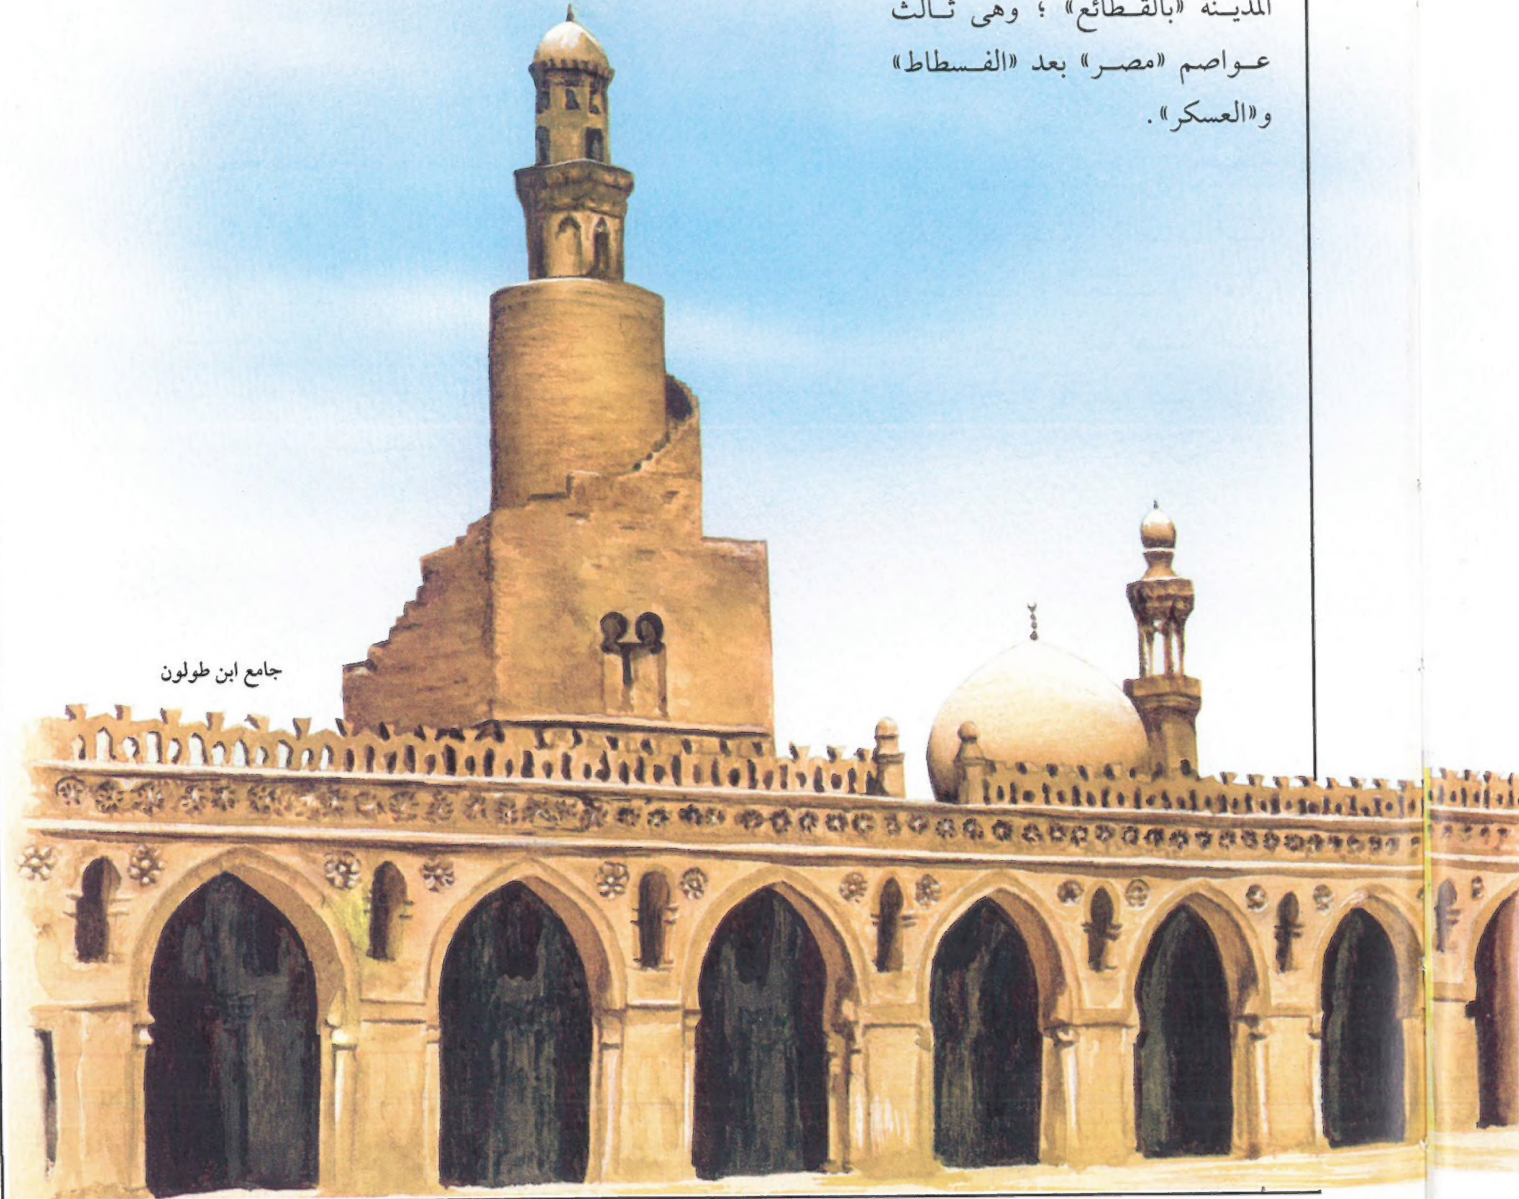 المدينة «بالقطائع» ؛ وهى ثالث
عواصم «مصر» بعد «الفسطاط»
و«العسكر» .
جامع ابن طولون